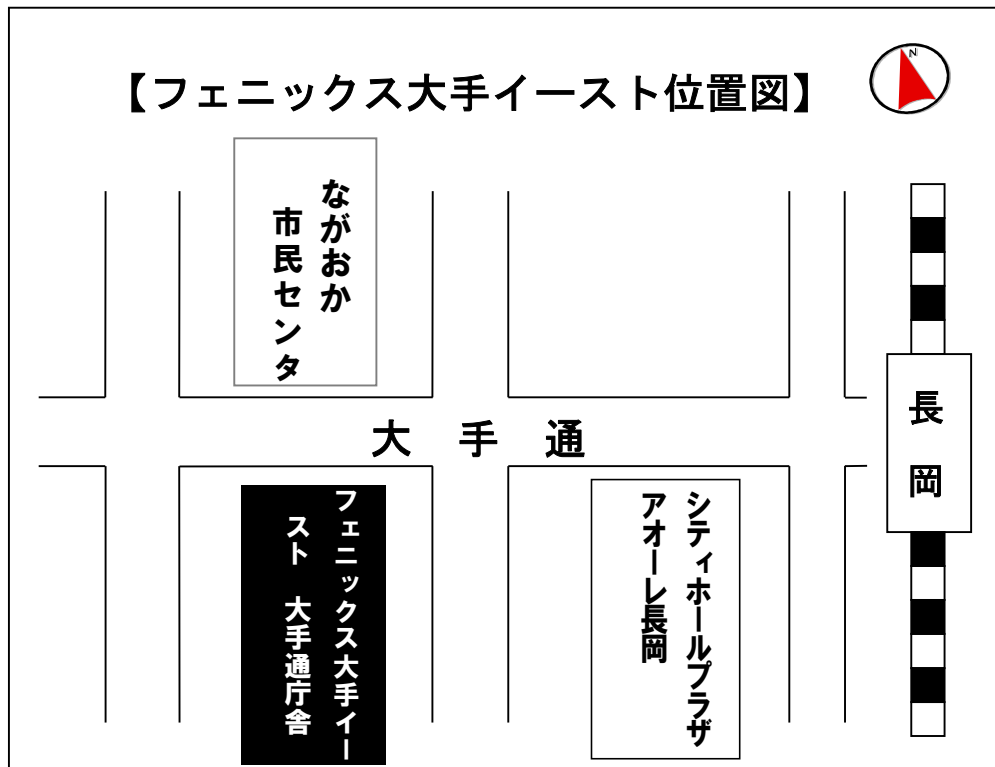 【フェニックス大手イースト位置図】
N
ながおか
市民センタ
大手通
長岡
フェニックス大手イー
スト 大手通庁舎
シティホールプラザ
アオーレ長岡